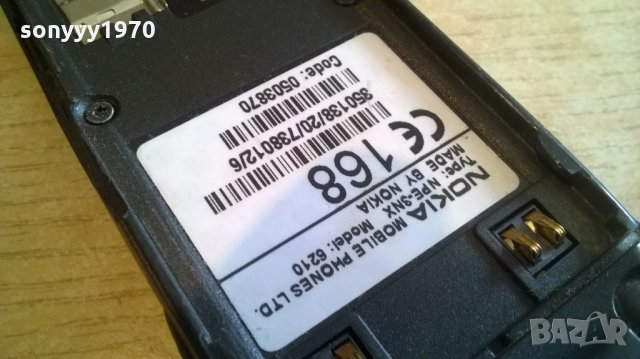 sonyyy1970
NOKIA MOBILE PHONES LTD.
Type: NPE-3NX Model: 6210
MADE BY NOKIA
CE 168
350138/20/738012/6
Code: 0503870
BAZAR